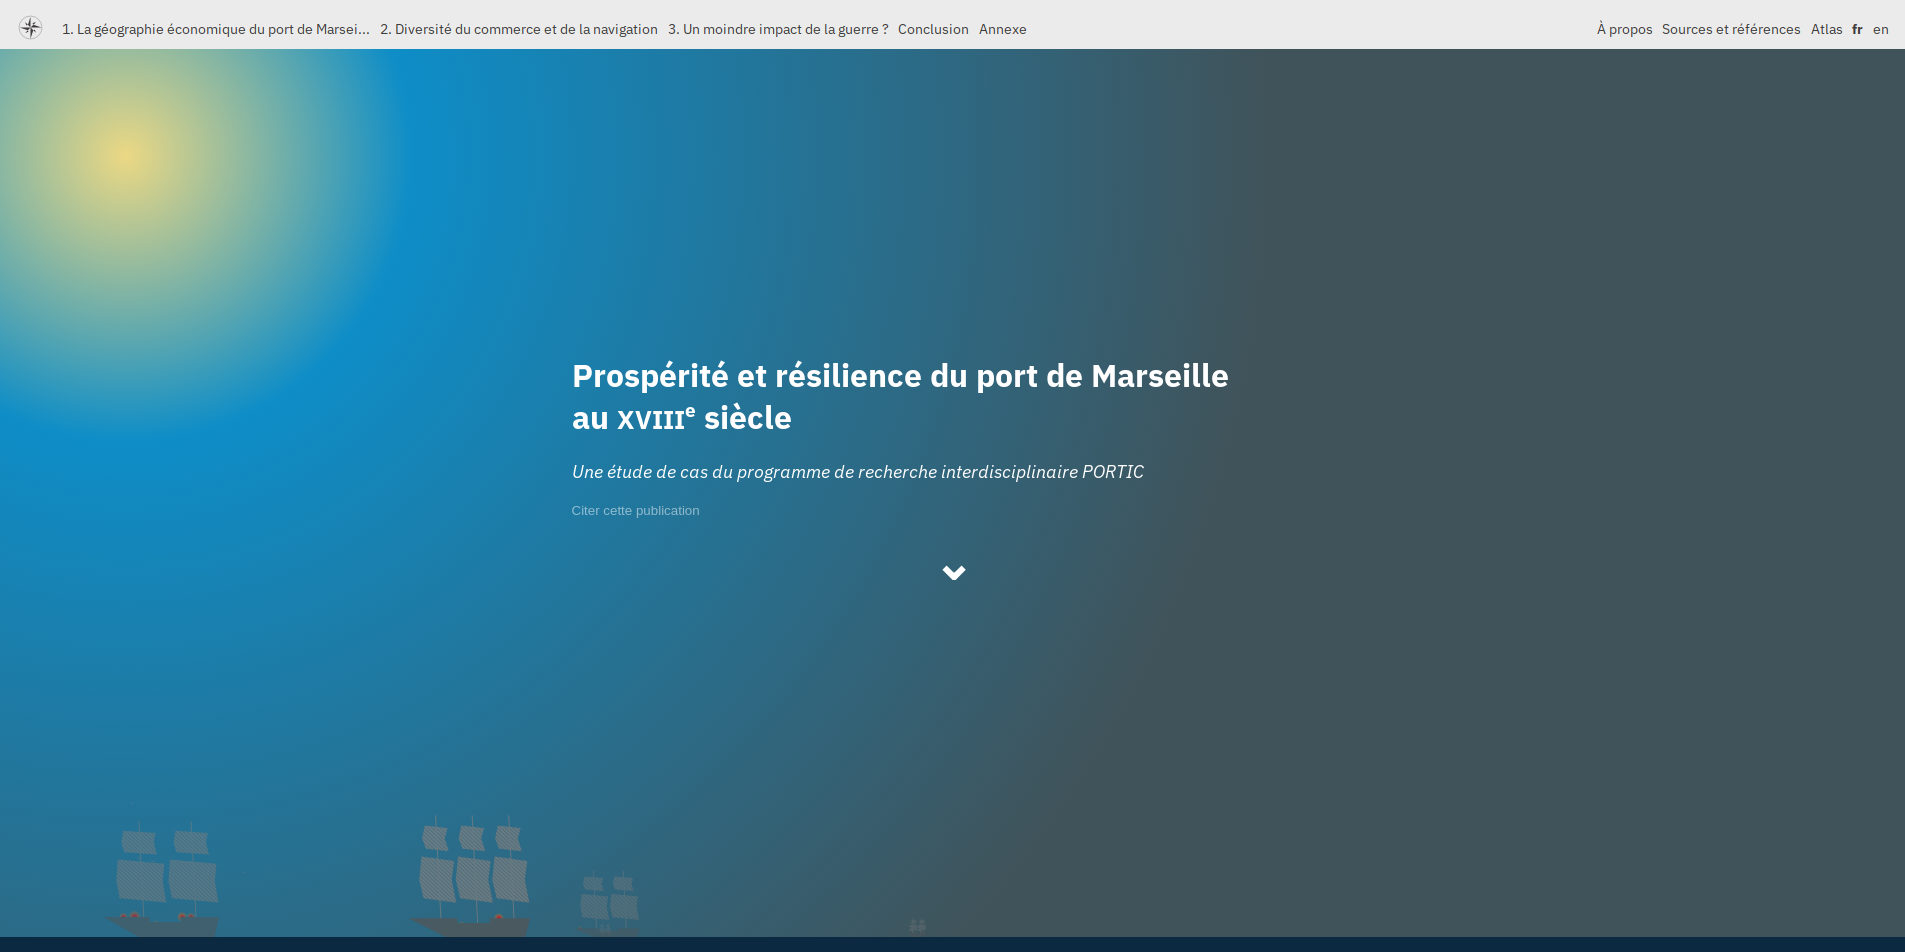 1. La géographie économique du port de Marsei... 2. Diversité du commerce et de la navigation 3. Un moindre impact de la guerre ? Conclusion Annexe À propos Sources et références Atlas fr en
Prospérité et résilience du port de Marseille
au XVIIIe siècle
Une étude de cas du programme de recherche interdisciplinaire PORTIC
Citer cette publication